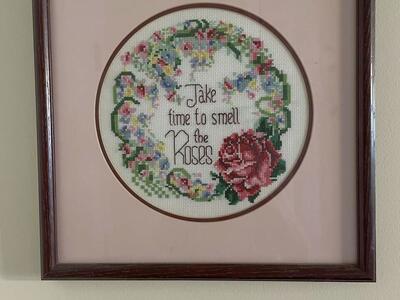 Take
time to smell
the
Roses